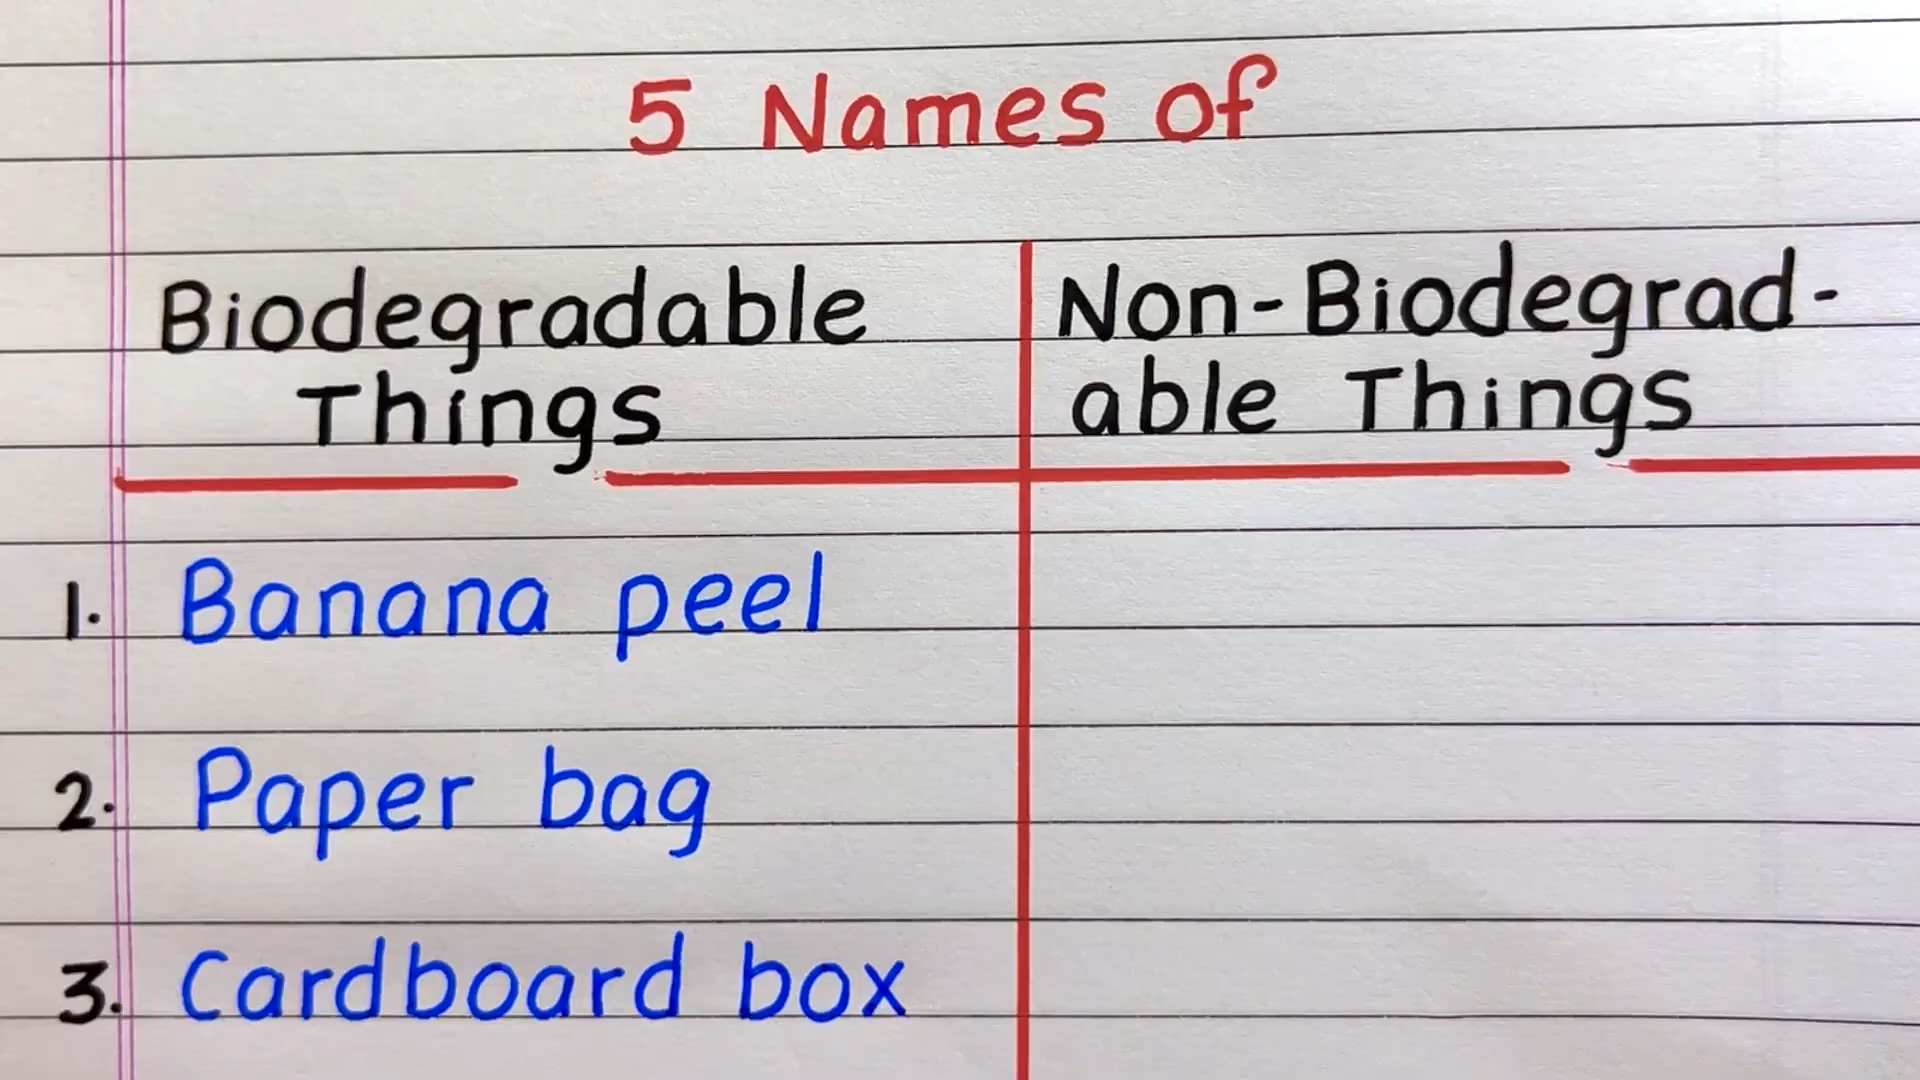 5 Names of
Biodegradable
Things
Non-Biodegrad-
able Things
1. Banana peel
2. Paper bag
3. Cardboard box